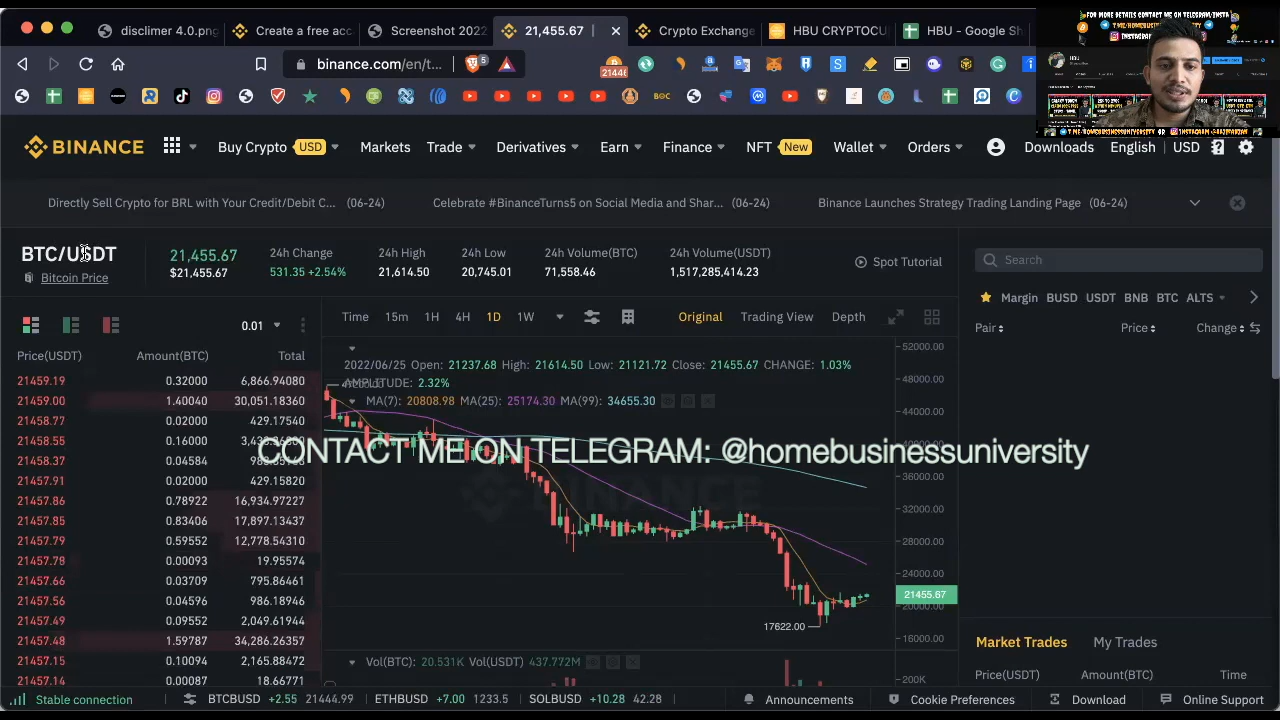 disclimer 4.0.png
Create a free acc
Screenshot 2022
21,455.67
Crypto Exchange
HBU CRYPTOCU
HBU - Google Sh
FOR MORE DETAILS CONTACT ME ON TELEGRAM/INSTA
binance.com/en/t...
BINANCE
Buy Crypto USD
Markets
Trade
Derivatives
Earn
Finance
NFT New
Wallet
Orders
Downloads
English
USD
Directly Sell Crypto for BRL with Your Credit/Debit C... (06-24)
Celebrate #BinanceTurns5 on Social Media and Shar... (06-24)
Binance Launches Strategy Trading Landing Page (06-24)
BTC/USDT
Bitcoin Price
21,455.67
$21,455.67
24h Change
531.35 +2.54%
24h High
21,614.50
24h Low
20,745.01
24h Volume(BTC)
71,558.46
24h Volume(USDT)
1,517,285,414.23
Spot Tutorial
Search
Margin BUSD USDT BNB BTC ALTS
Pair Price Change
0.01
Time 15m 1H 4H 1D 1W
Original Trading View Depth
Price(USDT) Amount(BTC) Total
21459.19 0.32000 6,866.94080
21459.00 1.40040 30,051.18360
21458.77 0.02000 429.17540
21458.55 0.16000
21458.37 0.04584
21457.91 0.02000 429.15820
21457.86 0.78922 16,934.97227
21457.85 0.83406 17,897.13437
21457.79 0.59552 12,778.54310
21457.78 0.00093 19.95574
21457.66 0.03709 795.86461
21457.56 0.04596 986.18946
21457.49 0.09552 2,049.61944
21457.48 1.59787 34,286.26357
21457.15 0.10094 2,165.88472
21457.14 0.00087 18.66771
2022/06/25 Open: 21237.68 High: 21614.50 Low: 21121.72 Close: 21455.67 CHANGE: 1.03%
AMPLITUDE: 2.32%
MA(7): 20808.98 MA(25): 25174.30 MA(99): 34655.30
CONTACT ME ON TELEGRAM: @homebusinessuniversity
BINANCE
52000.00
48000.00
44000.00
36000.00
32000.00
28000.00
24000.00
21455.67
20000.00
16000.00
17622.00
Vol(BTC): 20.531K Vol(USDT) 437.772M
200K
Market Trades My Trades
Price(USDT) Amount(BTC) Time
Stable connection
BTCBUSD +2.55 21444.99
ETHBUSD +7.00 1233.5
SOLBUSD +10.28 42.28
Announcements
Cookie Preferences
Download
Online Support